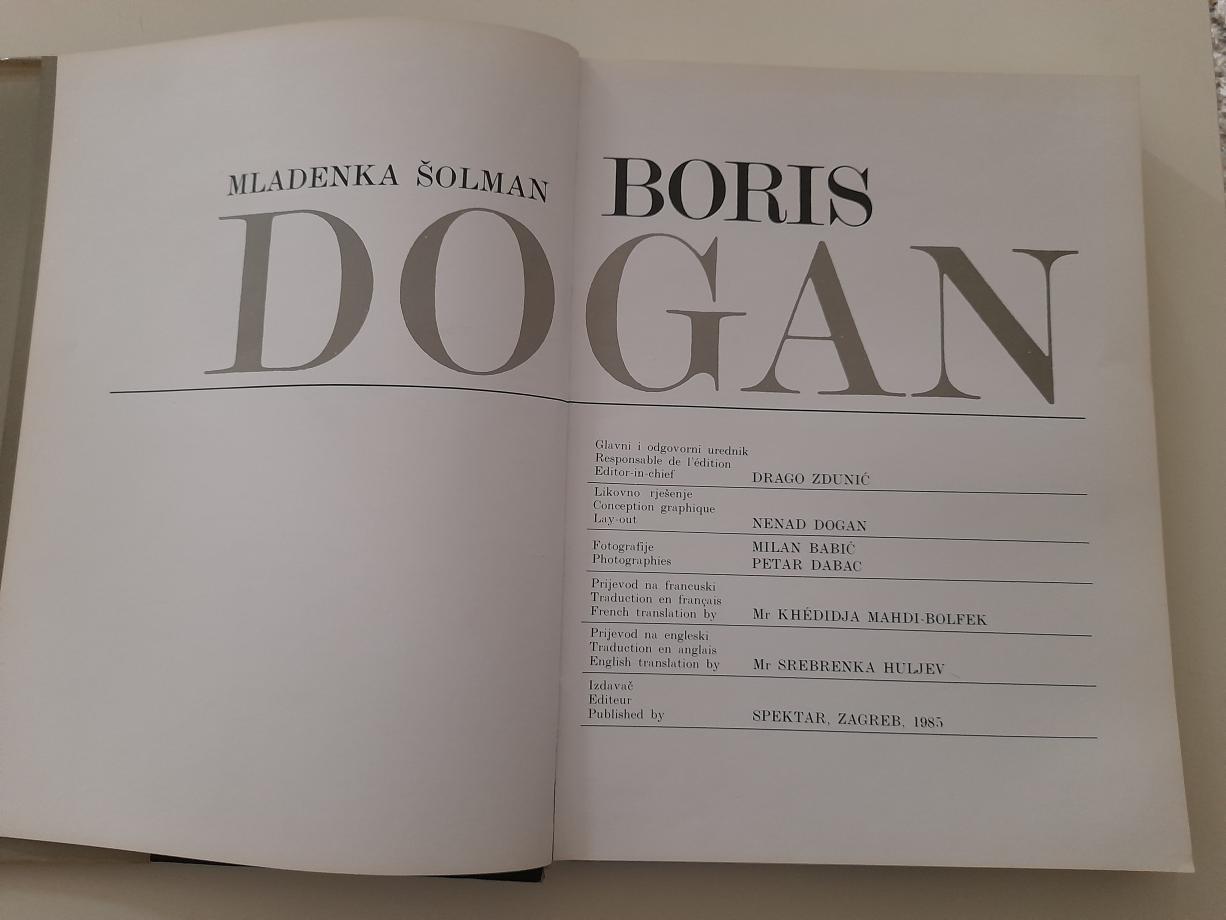 MLADENKA ŠOLMAN
BORIS
DOGAN
Glavni i odgovorni urednik
Responsable de l'édition
Editor-in-chief DRAGO ZDUNIĆ
Likovno rješenje
Conception graphique
Lay-out NENAD DOGAN
Fotografije MILAN BABIĆ
Photographies PETAR DABAC
Prijevod na francuski
Traduction en français
French translation by Mr KHÉDIDJA MAHDI-BOLFEK
Prijevod na engleski
Traduction en anglais
English translation by Mr SREBRENKA HULJEV
Izdavač
Editeur
Published by SPEKTAR, ZAGREB, 1985